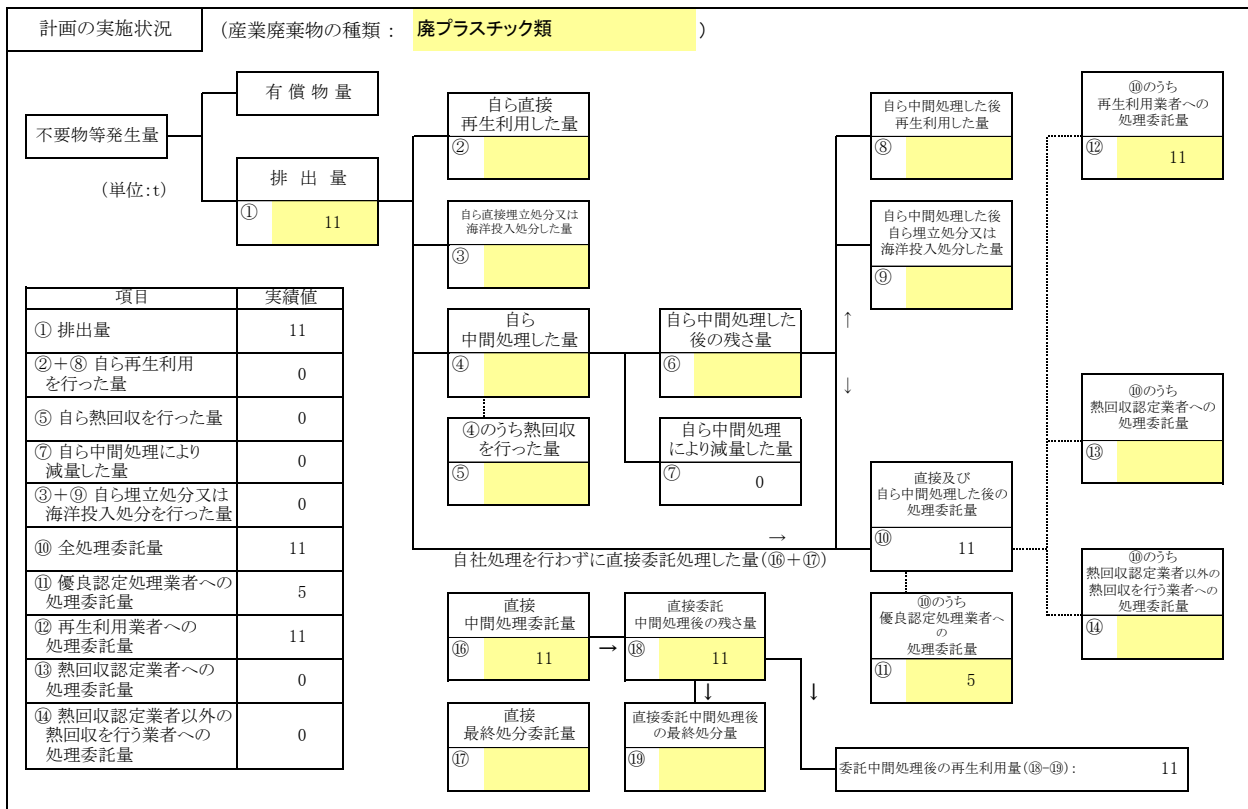 計画の実施状況
(産業廃棄物の種類： 廃プラスチック類 )
不要物等発生量
(単位:t)
有償物量
排出量
① 11
自ら直接
再生利用した量
②
自ら直接埋立処分又は
海洋投入処分した量
③
自ら
中間処理した量
④
④のうち熱回収
を行った量
⑤
自ら中間処理した
後の残さ量
⑥
自ら中間処理
により減量した量
⑦ 0
自ら中間処理した後
再生利用した量
⑧
自ら中間処理した後
自ら埋立処分又は
海洋投入処分した量
⑨
↑
↓
→
自社処理を行わずに直接委託処理した量(⑯+⑰)
直接及び
自ら中間処理した後の
処理委託量
⑩ 11
⑩のうち
優良認定処理業者へ
の
処理委託量
⑪ 5
⑩のうち
再生利用業者への
処理委託量
⑫ 11
⑩のうち
熱回収認定業者への
処理委託量
⑬
⑩のうち
熱回収認定業者以外の
熱回収を行う業者への
処理委託量
⑭
直接
中間処理委託量
⑯ 11
→
直接委託
中間処理後の残さ量
⑱ 11
↓
↓
直接
最終処分委託量
⑰
直接委託中間処理後
の最終処分量
⑲
委託中間処理後の再生利用量(⑱-⑲)： 11
項目 実績値
① 排出量 11
②+⑧ 自ら再生利用
を行った量 0
⑤ 自ら熱回収を行った量 0
⑦ 自ら中間処理により
減量した量 0
③+⑨ 自ら埋立処分又は
海洋投入処分を行った量 0
⑩ 全処理委託量 11
⑪ 優良認定処理業者への
処理委託量 5
⑫ 再生利用業者への
処理委託量 11
⑬ 熱回収認定業者への
処理委託量 0
⑭ 熱回収認定業者以外の
熱回収を行う業者への
処理委託量 0